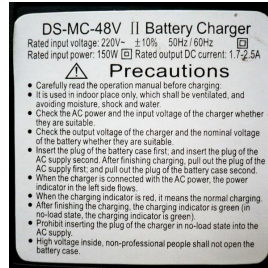 DS-MC-48V II Battery Charger
Rated input voltage: 220V~ ±10% 50Hz / 60Hz
Rated input power: 150W Rated output DC current: 1.7-2.5A
Precautions
● Carefully read the operation manual before charging:
● It is used in indoor place only, which shall be ventilated, and
avoiding moisture, shock and water.
● Check the AC power and the input voltage of the charger whether
they are suitable.
● Check the output voltage of the charger and the nominal voltage
of the battery whether they are suitable.
● Insert the plug of the battery case first; and insert the plug of the
AC supply second. After finishing charging, pull out the plug of the
AC supply first; and pull out the plug of the battery case second.
● When the charger is connected with the AC power, the power
indicator in the left side flows.
● When the charging indicator is red, it means the normal charging.
● After finishing the charging, the charging indicator is green (in
no-load state, the charging indicator is green).
● Prohibit inserting the plug of the charger in no-load state into the
AC supply.
● High voltage inside, non-professional people shall not open the
battery case.